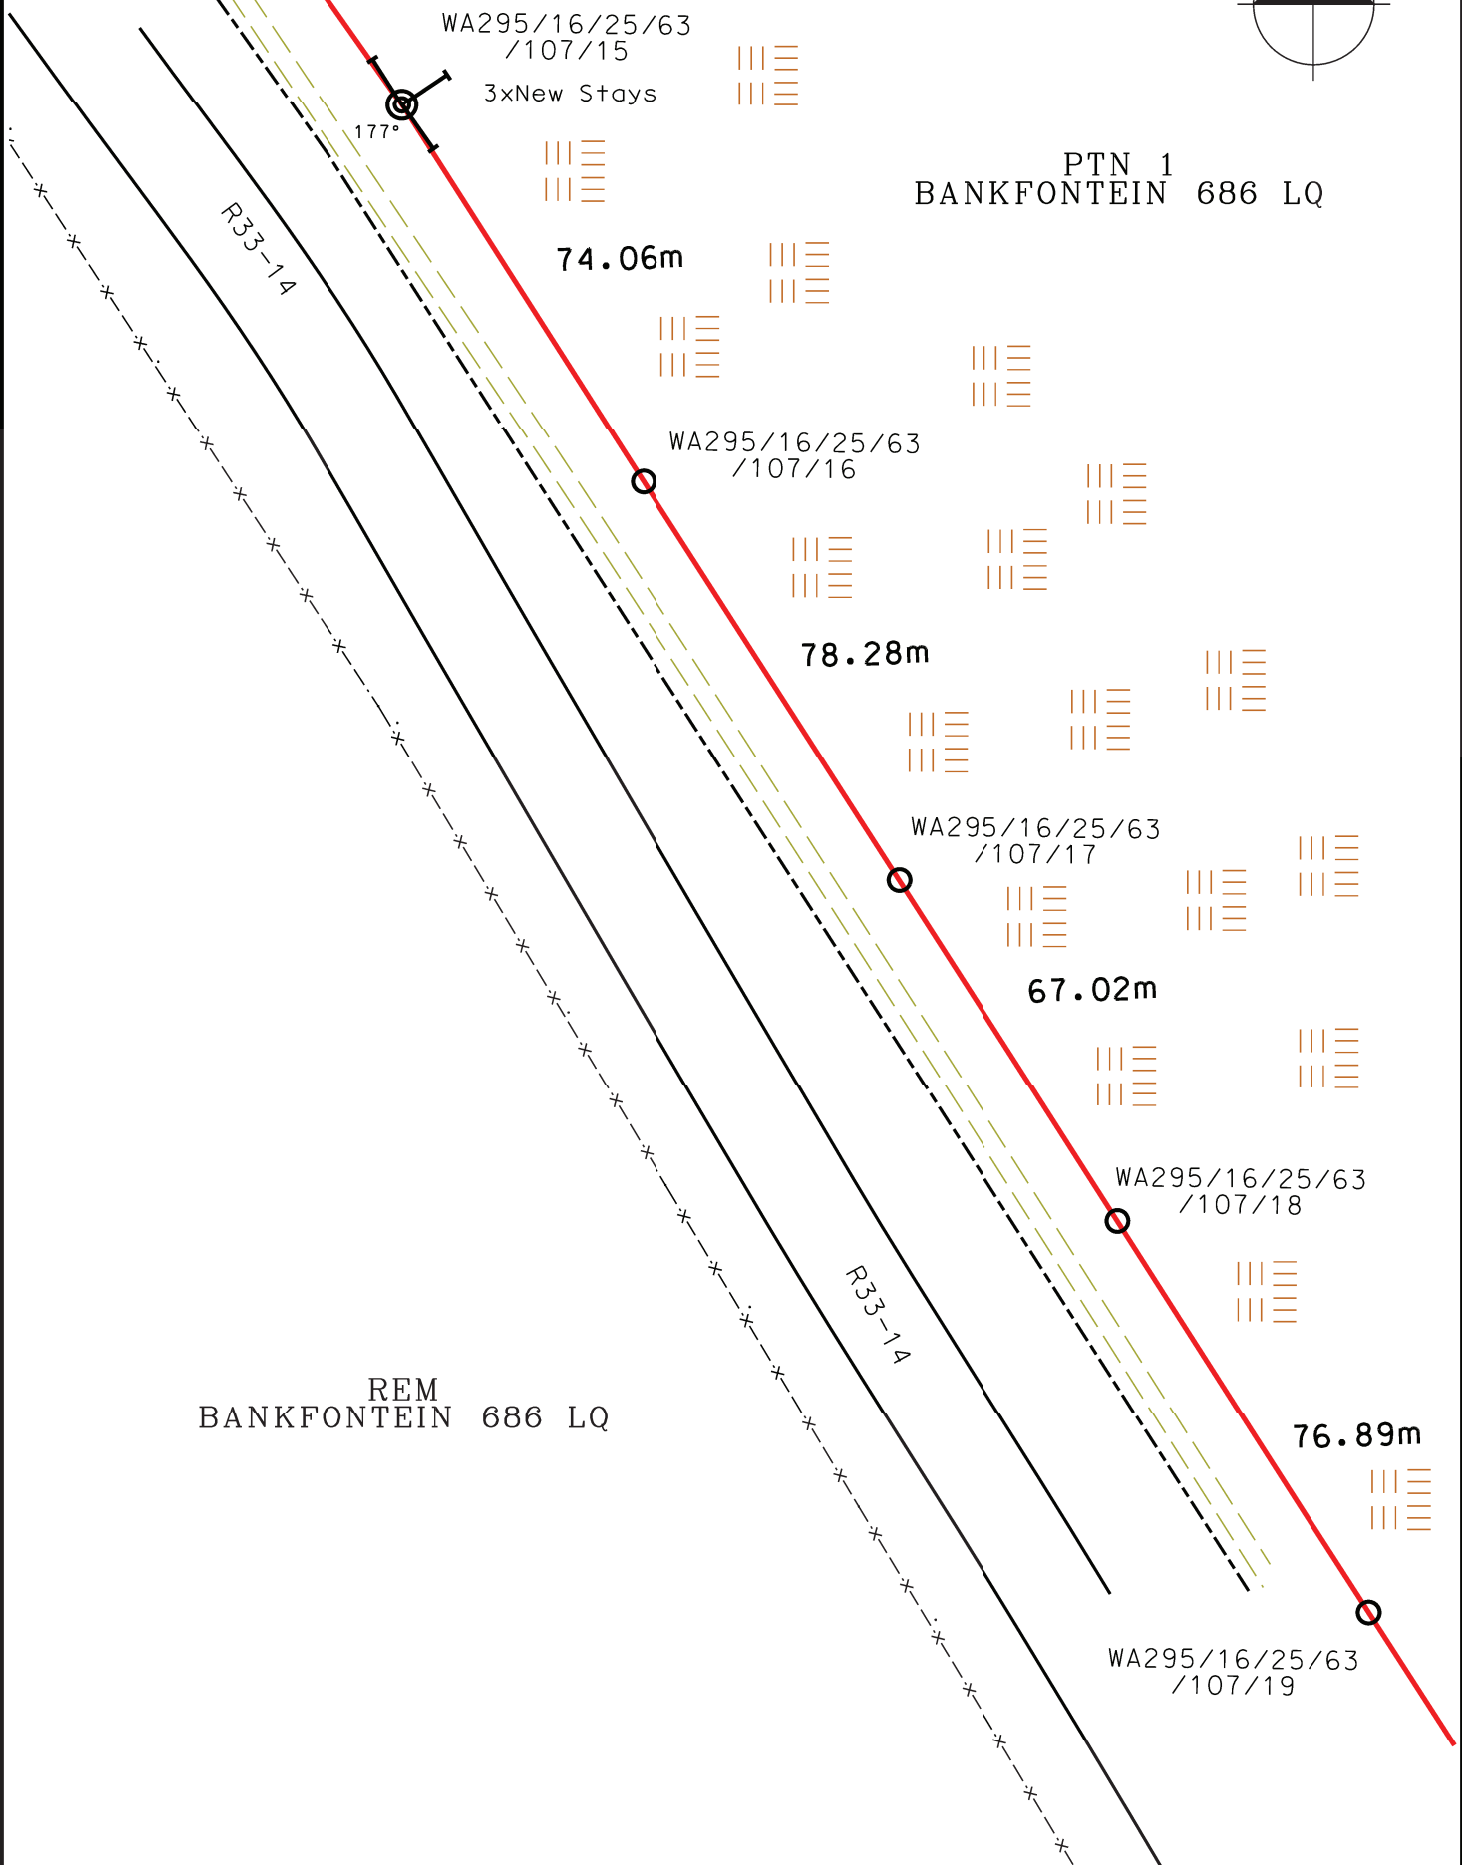 WA295/16/25/63
/107/15
3xNew Stays
177°
PTN 1
BANKFONTEIN 686 LQ
R33-14
74.06m
WA295/16/25/63
/107/16
78.28m
WA295/16/25/63
/107/17
67.02m
WA295/16/25/63
/107/18
R33-14
REM
BANKFONTEIN 686 LQ
76.89m
WA295/16/25/63
/107/19